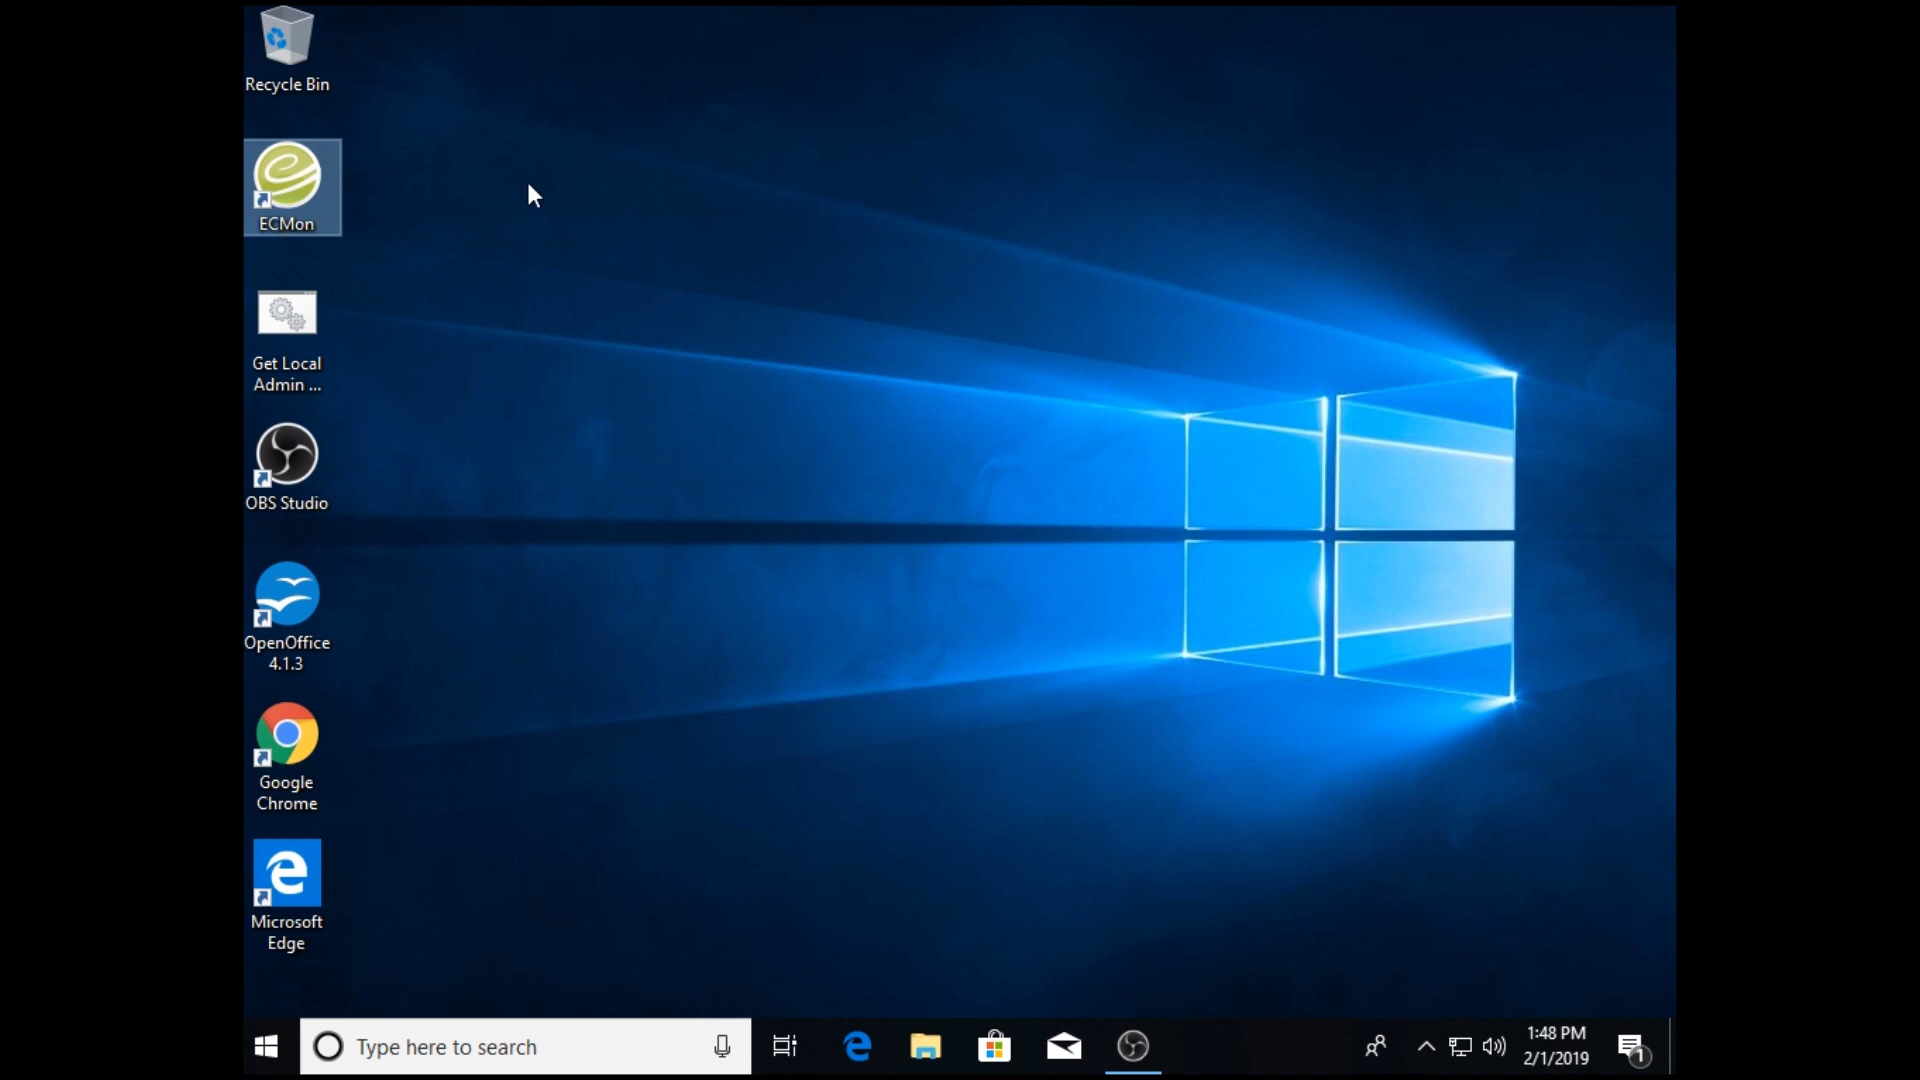 Recycle Bin
ECMon
Get Local
Admin ...
OBS Studio
OpenOffice
4.1.3
Google
Chrome
Microsoft
Edge
Type here to search
1:48 PM
2/1/2019
1